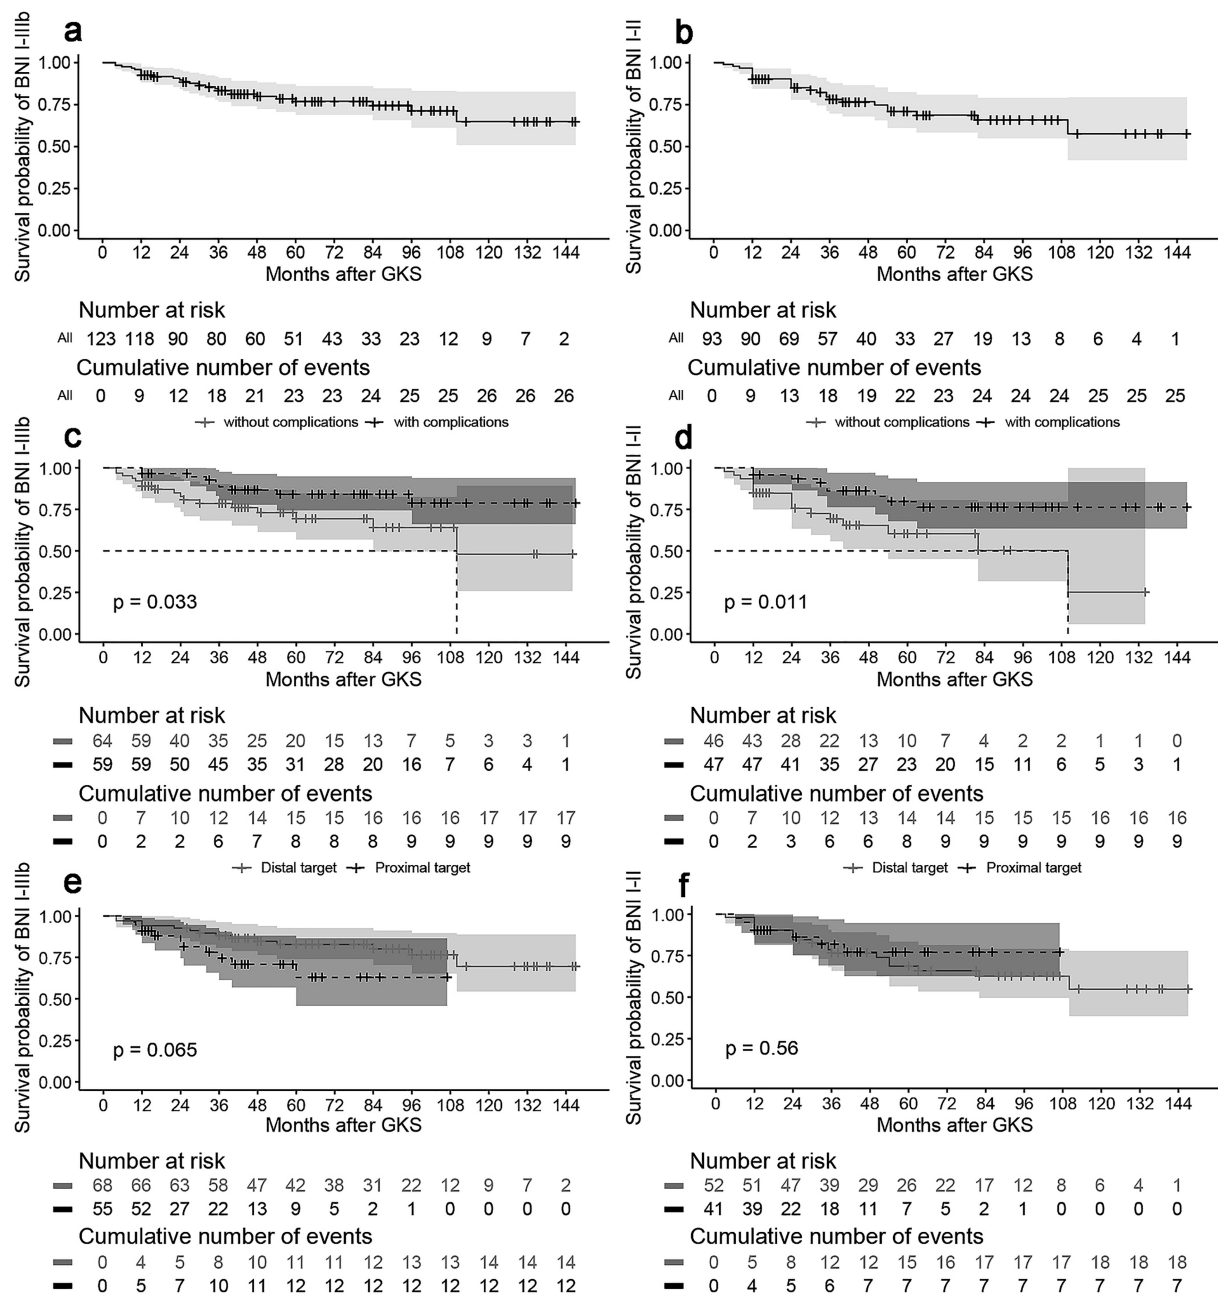 a
Survival probability of BNI I-IIIb
1.00
0.75
0.50
0.25
0.00
0 12 24 36 48 60 72 84 96 108 120 132 144
Months after GKS
Number at risk
All 123 118 90 80 60 51 43 33 23 12 9 7 2
Cumulative number of events
All 0 9 12 18 21 23 23 24 25 25 26 26 26
b
Survival probability of BNI I-II
1.00
0.75
0.50
0.25
0.00
0 12 24 36 48 60 72 84 96 108 120 132 144
Months after GKS
Number at risk
All 93 90 69 57 40 33 27 19 13 8 6 4 1
Cumulative number of events
All 0 9 13 18 19 22 23 24 24 24 25 25 25
without complications with complications
c
Survival probability of BNI I-IIIb
1.00
0.75
0.50
0.25
0.00
p = 0.033
0 12 24 36 48 60 72 84 96 108 120 132 144
Months after GKS
Number at risk
64 59 40 35 25 20 15 13 7 5 3 3 1
59 59 50 45 35 31 28 20 16 7 6 4 1
Cumulative number of events
0 7 10 12 14 15 15 16 16 16 17 17 17
0 2 2 6 7 8 8 8 9 9 9 9 9
without complications with complications
d
Survival probability of BNI I-II
1.00
0.75
0.50
0.25
0.00
p = 0.011
0 12 24 36 48 60 72 84 96 108 120 132 144
Months after GKS
Number at risk
46 43 28 22 13 10 7 4 2 2 1 1 0
47 47 41 35 27 23 20 15 11 6 5 3 1
Cumulative number of events
0 7 10 12 13 14 14 15 15 15 16 16 16
0 2 3 6 6 8 9 9 9 9 9 9 9
Distal target Proximal target
e
Survival probability of BNI I-IIIb
1.00
0.75
0.50
0.25
0.00
p = 0.065
0 12 24 36 48 60 72 84 96 108 120 132 144
Months after GKS
Number at risk
68 66 63 58 47 42 38 31 22 12 9 7 2
55 52 27 22 13 9 5 2 1 0 0 0 0
Cumulative number of events
0 4 5 8 10 11 11 12 13 13 14 14 14
0 5 7 10 11 12 12 12 12 12 12 12 12
Distal target Proximal target
f
Survival probability of BNI I-II
1.00
0.75
0.50
0.25
0.00
p = 0.56
0 12 24 36 48 60 72 84 96 108 120 132 144
Months after GKS
Number at risk
52 51 47 39 29 26 22 17 12 8 6 4 1
41 39 22 18 11 7 5 2 1 0 0 0 0
Cumulative number of events
0 5 8 12 12 15 16 17 17 17 18 18 18
0 4 5 6 7 7 7 7 7 7 7 7 7